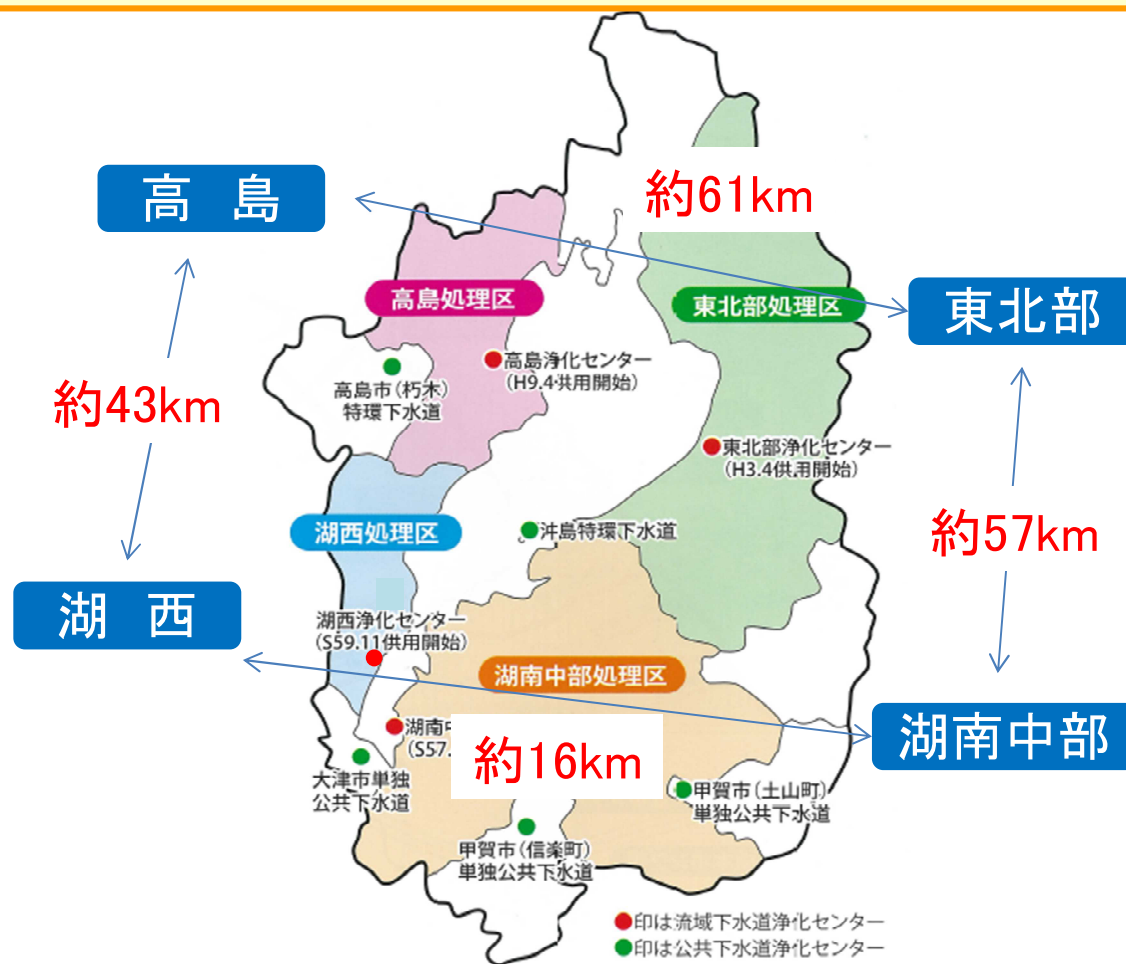 高　島
約61km
高島処理区
東北部処理区
東北部
高島浄化センター
(H9.4供用開始)
高島市(朽木)
特環下水道
約43km
東北部浄化センター
(H3.4供用開始)
湖西処理区
沖島特環下水道
約57km
湖　西
湖西浄化センター
(S59.11供用開始)
湖南中部処理区
湖南中部
湖南
(S57.
約16km
大津市単独
公共下水道
甲賀市(土山町)
単独公共下水道
甲賀市(信楽町)
単独公共下水道
●印は流域下水道浄化センター
●印は公共下水道浄化センター